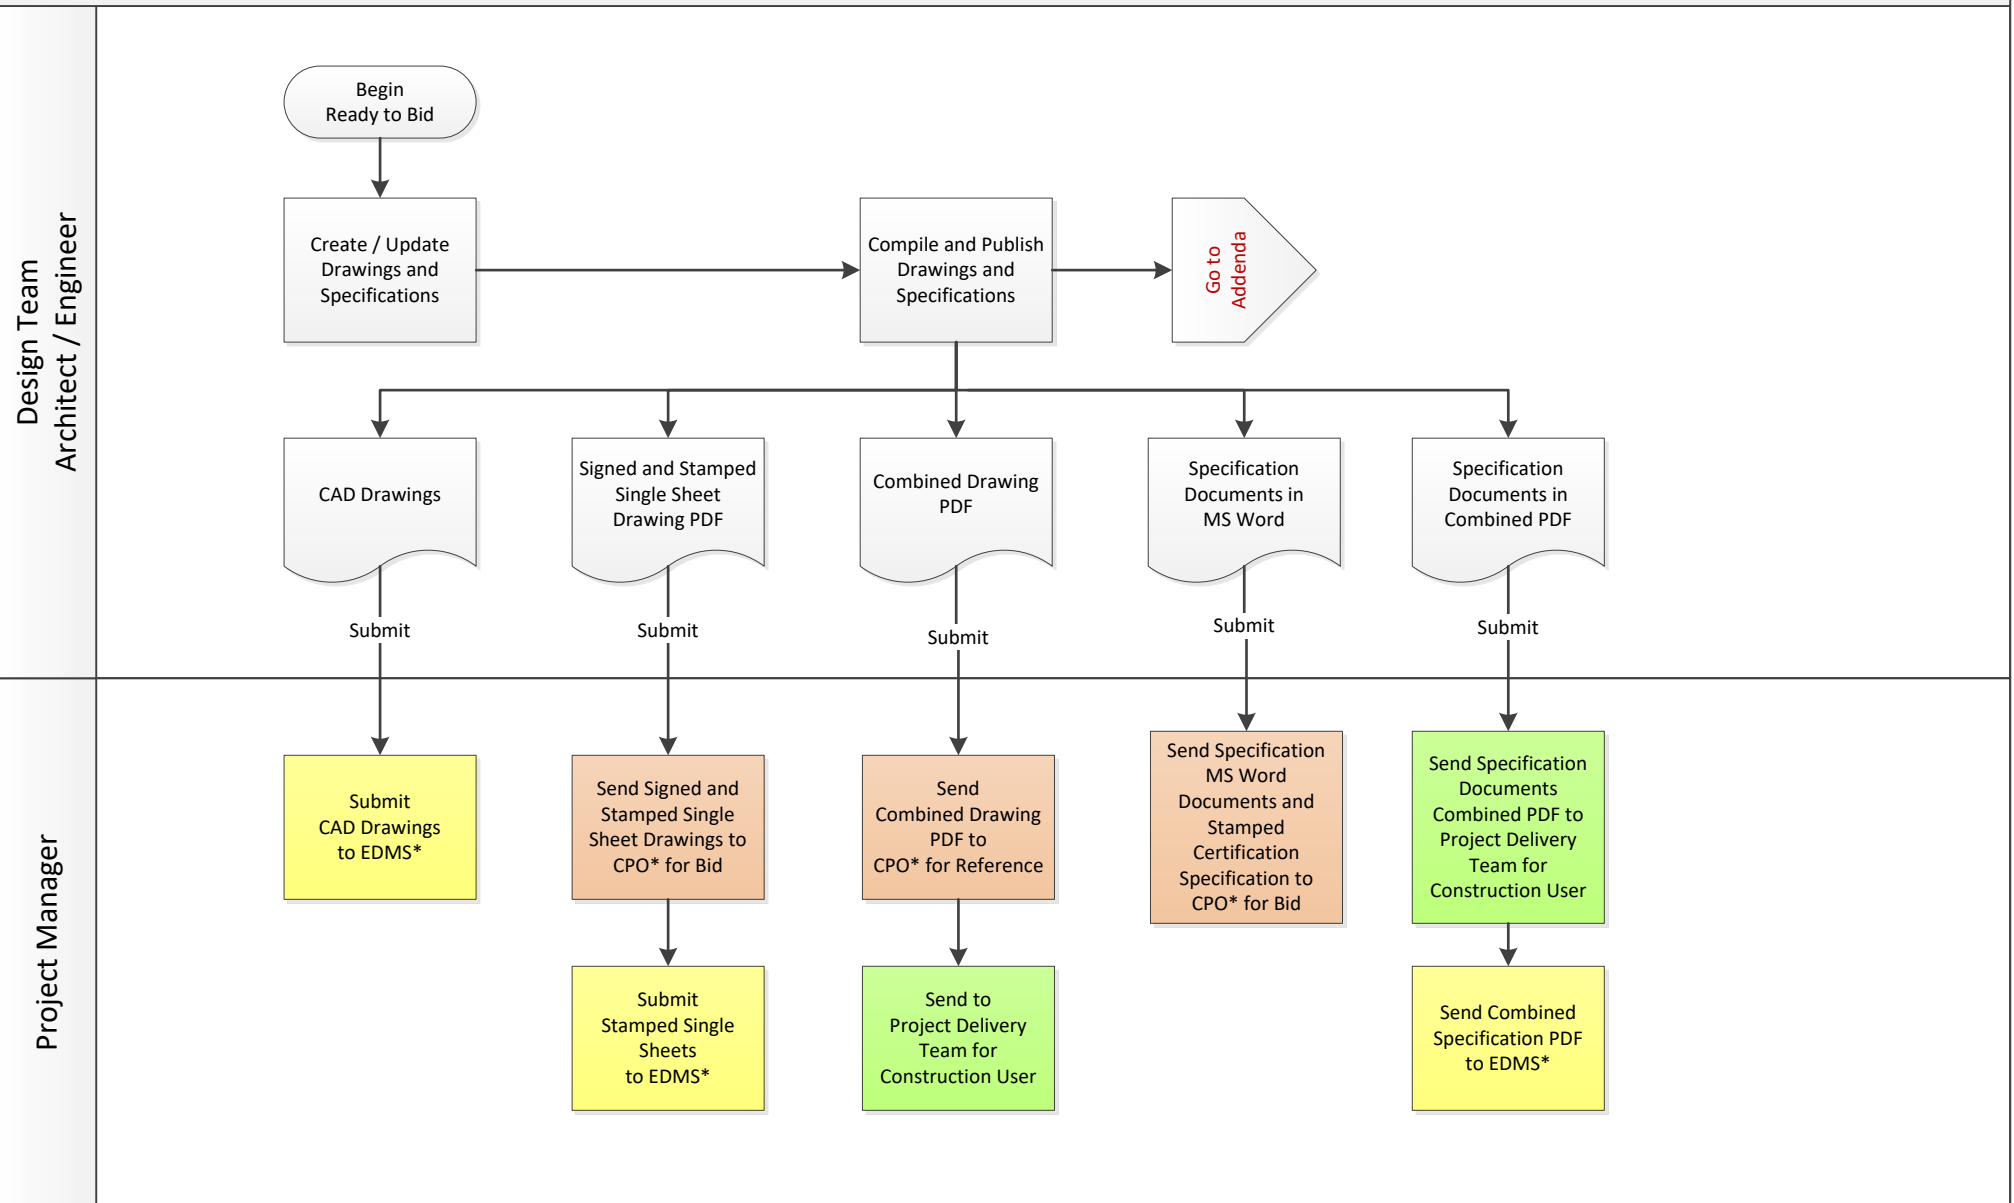 Design Team
Architect / Engineer
Begin
Ready to Bid
Create / Update
Drawings and
Specifications
Compile and Publish
Drawings and
Specifications
Go to
Addenda
CAD Drawings
Signed and Stamped
Single Sheet
Drawing PDF
Combined Drawing
PDF
Specification
Documents in
MS Word
Specification
Documents in
Combined PDF
Submit
Submit
Submit
Submit
Submit
Project Manager
Submit
CAD Drawings
to EDMS*
Send Signed and
Stamped Single
Sheet Drawings to
CPO* for Bid
Send
Combined Drawing
PDF to
CPO* for Reference
Send Specification
MS Word
Documents and
Stamped
Certification
Specification to
CPO* for Bid
Send Specification
Documents
Combined PDF to
Project Delivery
Team for
Construction User
Submit
Stamped Single
Sheets
to EDMS*
Send to
Project Delivery
Team for
Construction User
Send Combined
Specification PDF
to EDMS*